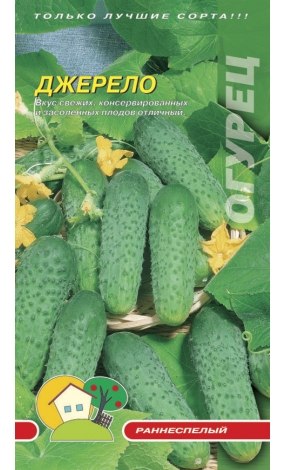 ТОЛЬКО ЛУЧШИЕ СОРТА!!!
ДЖЕРЕЛО
Вкус свежих, консервированных
и засоленных плодов отличный.
ОГУРЕЦ
РАННЕСПЕЛЫЙ